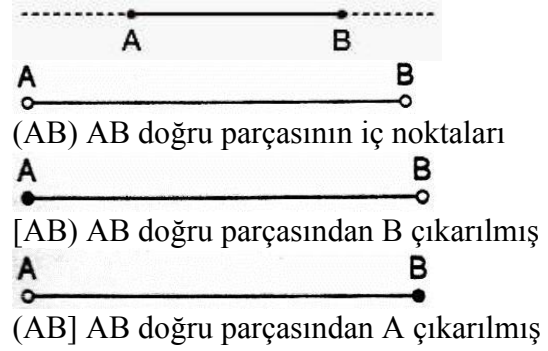 A B
A B
(AB) AB doğru parçasının iç noktaları
A B
[AB) AB doğru parçasından B çıkarılmış
A B
(AB] AB doğru parçasından A çıkarılmış